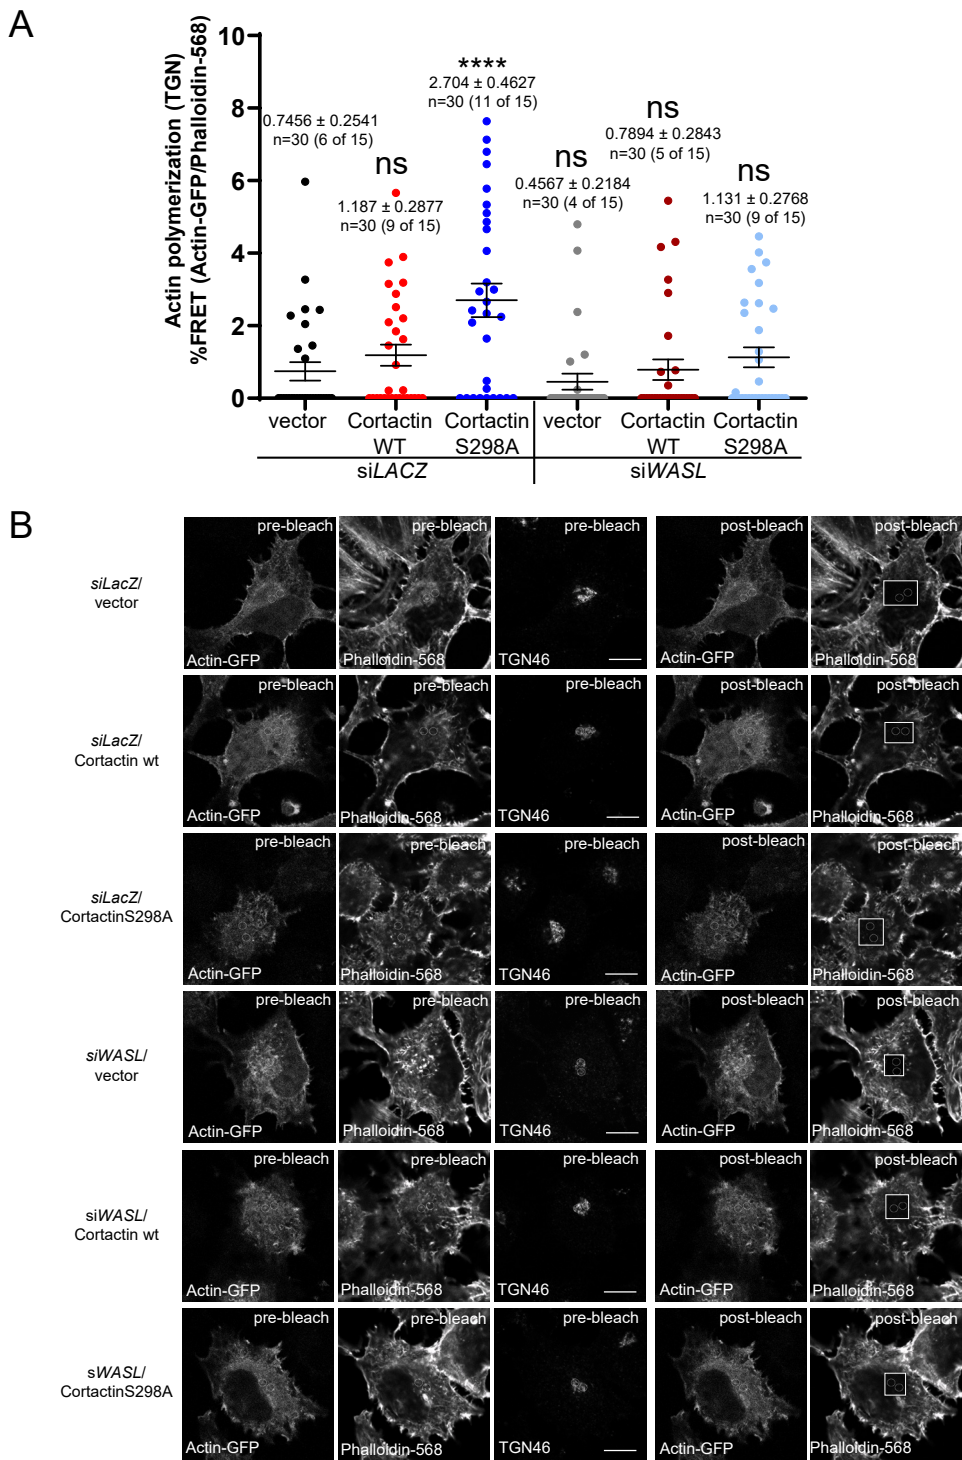 A
Actin polymerization (TGN)
%FRET (Actin-GFP/Phalloidin-568)
10
8
6
4
2
0
0.7456 ± 0.2541
n=30 (6 of 15)
ns
1.187 ± 0.2877
n=30 (9 of 15)
****
2.704 ± 0.4627
n=30 (11 of 15)
ns
0.4567 ± 0.2184
n=30 (4 of 15)
ns
0.7894 ± 0.2843
n=30 (5 of 15)
ns
1.131 ± 0.2768
n=30 (9 of 15)
vector
Cortactin
WT
Cortactin
S298A
vector
Cortactin
WT
Cortactin
S298A
siLACZ
siWASL
B
siLacZ/
vector
pre-bleach
Actin-GFP
pre-bleach
Phalloidin-568
pre-bleach
TGN46
post-bleach
Actin-GFP
post-bleach
Phalloidin-568
siLacZ/
Cortactin wt
pre-bleach
Actin-GFP
pre-bleach
Phalloidin-568
pre-bleach
TGN46
post-bleach
Actin-GFP
post-bleach
Phalloidin-568
siLacZ/
CortactinS298A
pre-bleach
Actin-GFP
pre-bleach
Phalloidin-568
pre-bleach
TGN46
post-bleach
Actin-GFP
post-bleach
Phalloidin-568
siWASL/
vector
pre-bleach
Actin-GFP
pre-bleach
Phalloidin-568
pre-bleach
TGN46
post-bleach
Actin-GFP
post-bleach
Phalloidin-568
siWASL/
Cortactin wt
pre-bleach
Actin-GFP
pre-bleach
Phalloidin-568
pre-bleach
TGN46
post-bleach
Actin-GFP
post-bleach
Phalloidin-568
sWASL/
CortactinS298A
pre-bleach
Actin-GFP
pre-bleach
Phalloidin-568
pre-bleach
TGN46
post-bleach
Actin-GFP
post-bleach
Phalloidin-568